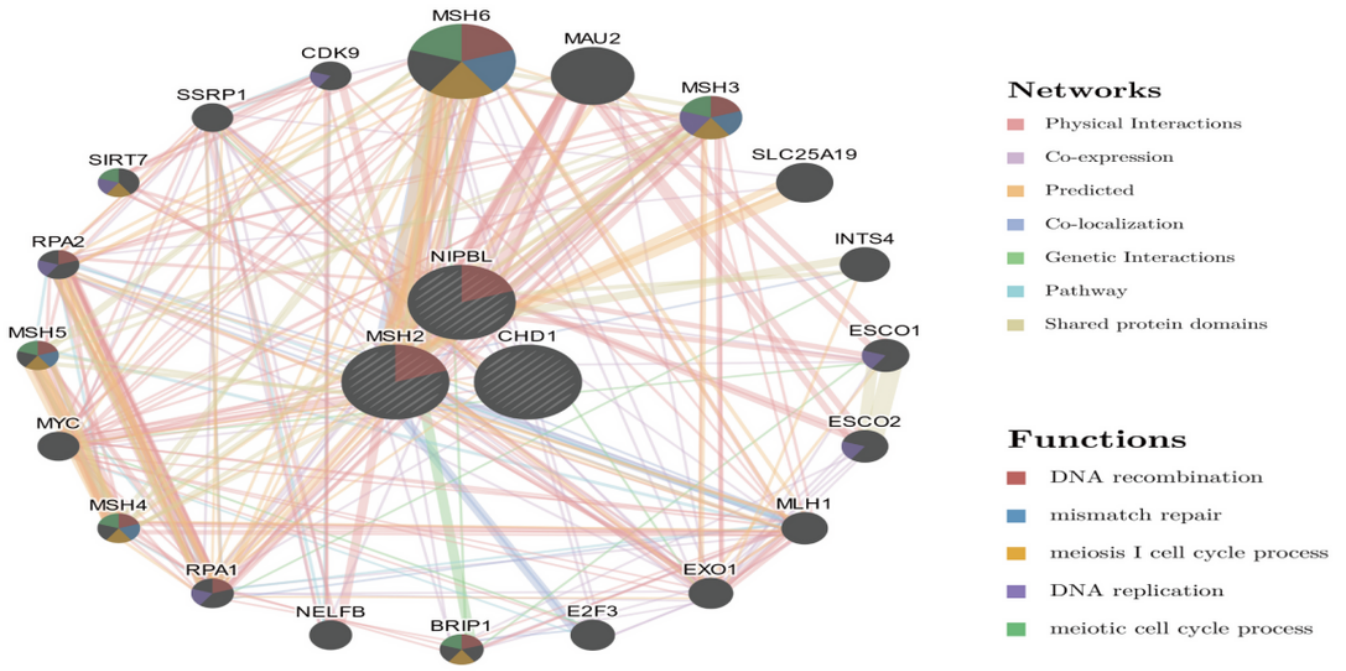 MSH6
MAU2
CDK9
MSH3
SSRP1
SLC25A19
SIRT7
INTS4
RPA2
NIPBL
MSH5
MSH2
CHD1
ESCO1
MYC
ESCO2
MSH4
MLH1
RPA1
EXO1
NELFB
E2F3
BRIP1
Networks
Physical Interactions
Co-expression
Predicted
Co-localization
Genetic Interactions
Pathway
Shared protein domains
Functions
DNA recombination
mismatch repair
meiosis I cell cycle process
DNA replication
meiotic cell cycle process